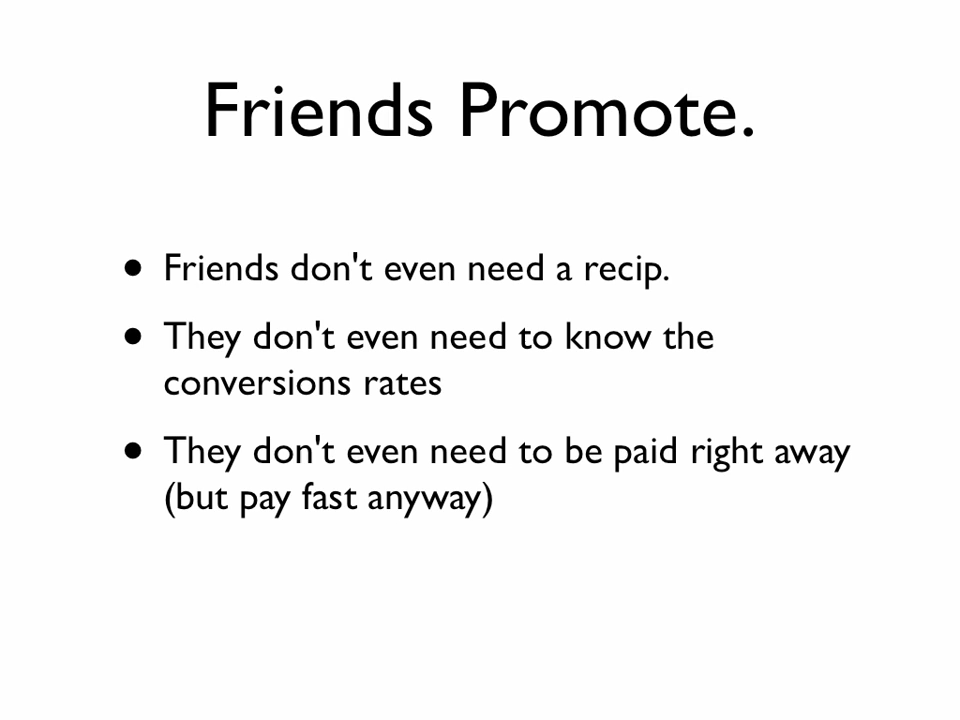 Friends Promote.
• Friends don't even need a recip.
• They don't even need to know the
conversions rates
• They don't even need to be paid right away
(but pay fast anyway)